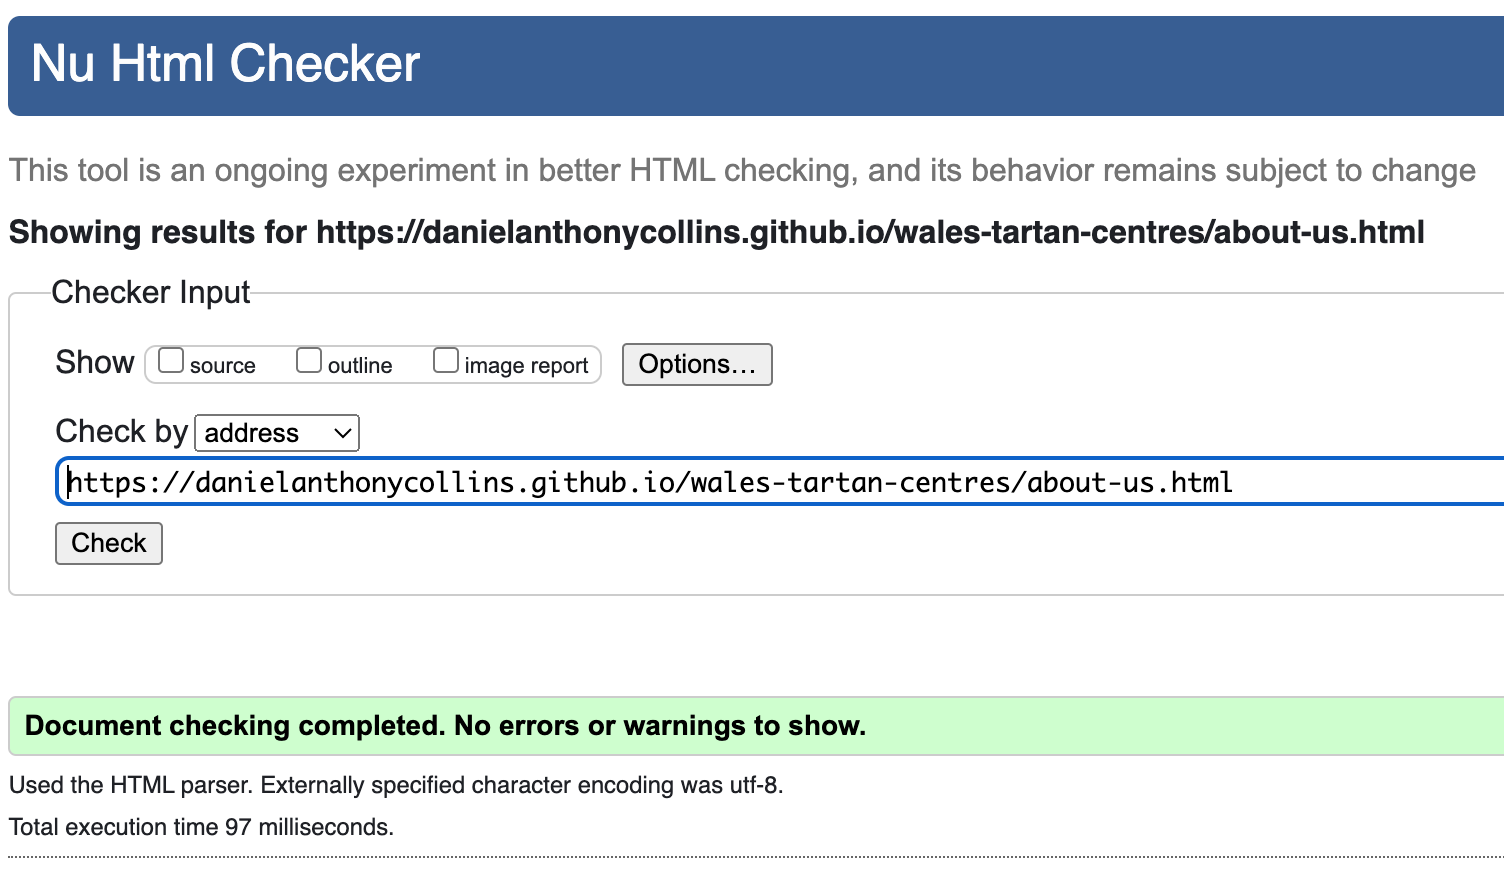 Nu Html Checker
This tool is an ongoing experiment in better HTML checking, and its behavior remains subject to change
Showing results for https://danielanthonycollins.github.io/wales-tartan-centres/about-us.html
Checker Input
Show source outline image report Options…
Check by address
https://danielanthonycollins.github.io/wales-tartan-centres/about-us.html
Check
Document checking completed. No errors or warnings to show.
Used the HTML parser. Externally specified character encoding was utf-8.
Total execution time 97 milliseconds.